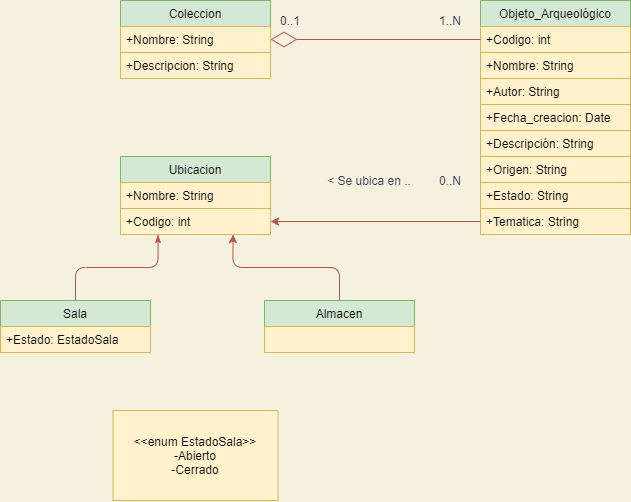 Coleccion
+Nombre: String
+Descripcion: String
0..1
1..N
Objeto_Arqueológico
+Codigo: int
+Nombre: String
+Autor: String
+Fecha_creacion: Date
+Descripción: String
+Origen: String
+Estado: String
+Tematica: String
Ubicacion
+Nombre: String
+Codigo: int
< Se ubica en ..
0..N
Sala
+Estado: EstadoSala
Almacen
<<enum EstadoSala>>
-Abierto
-Cerrado